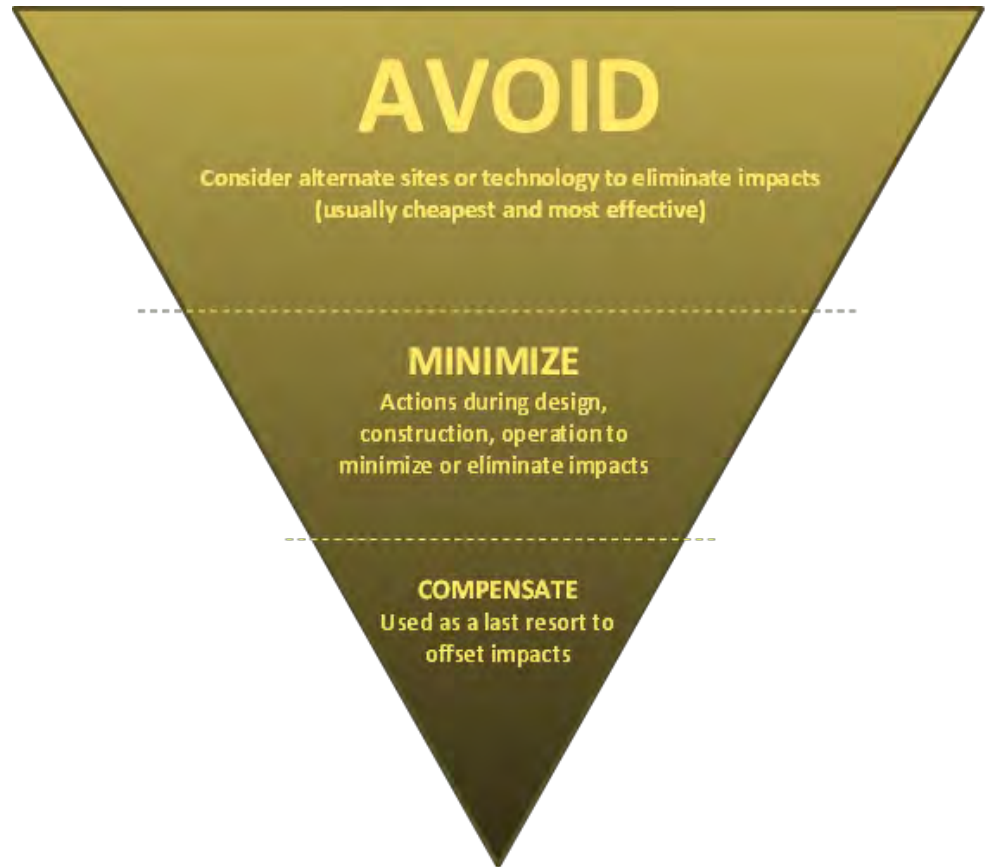 AVOID
Consider alternate sites or technology to eliminate impacts
(usually cheapest and most effective)
MINIMIZE
Actions during design,
construction, operation to
minimize or eliminate impacts
COMPENSATE
Used as a last resort to
offset impacts